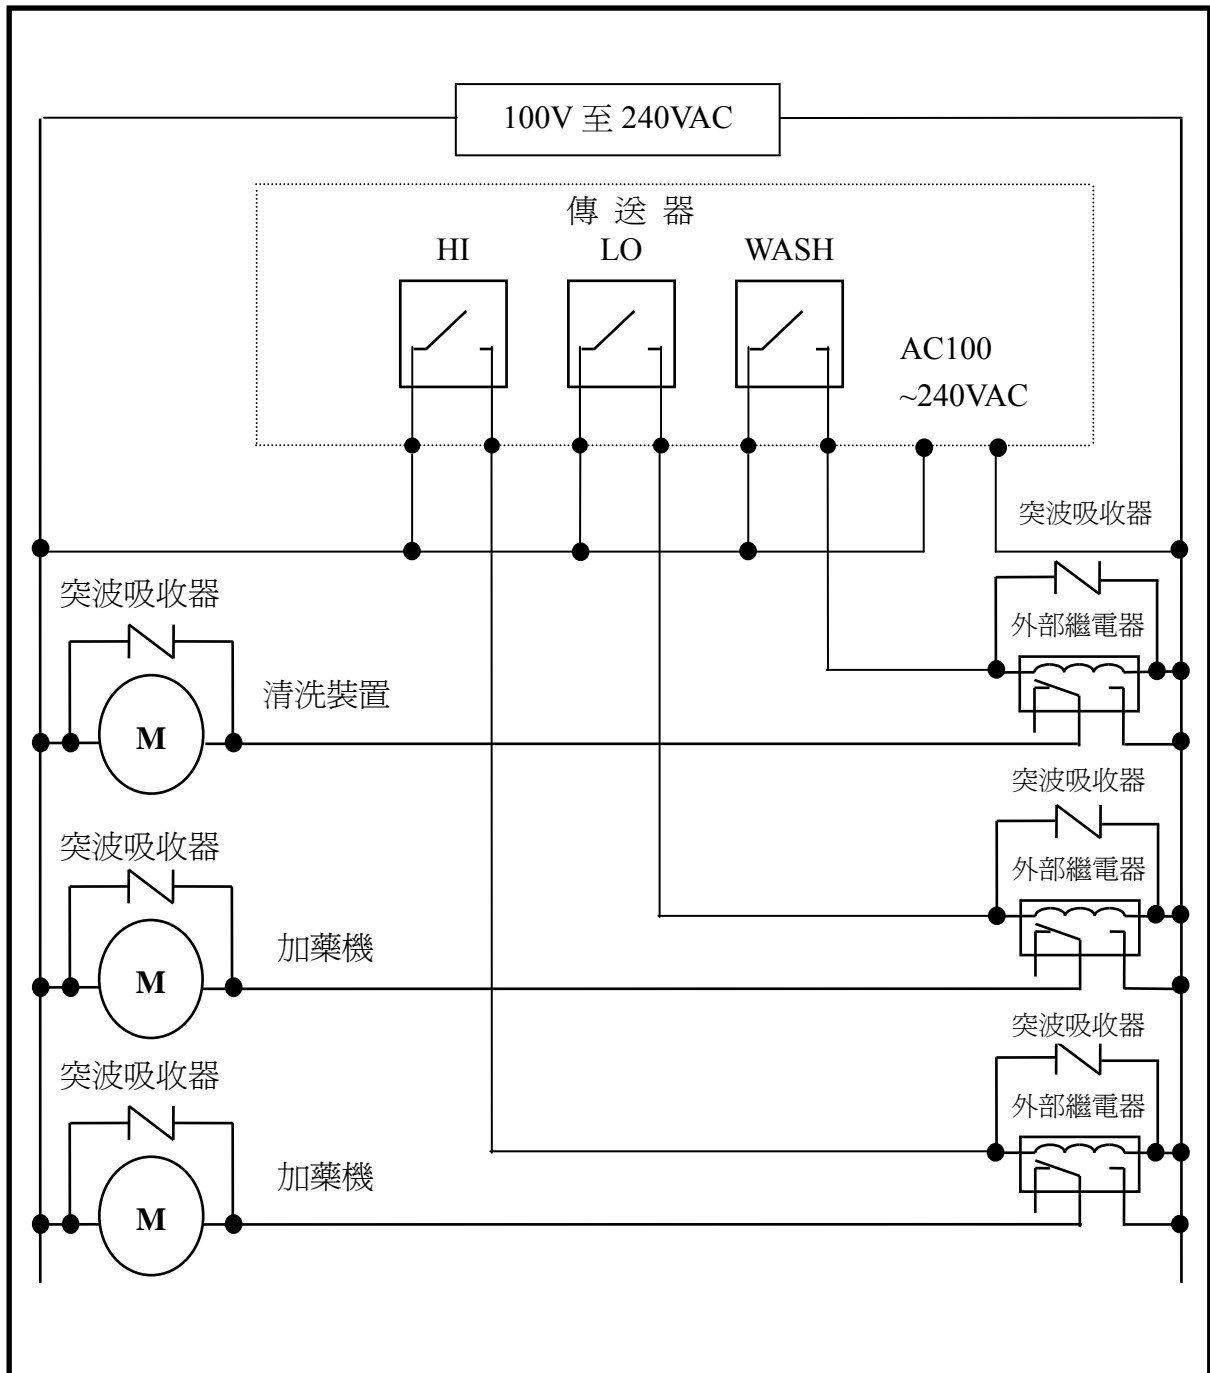 100V 至 240VAC
傳 送 器
HI
LO
WASH
AC100
~240VAC
突波吸收器
突波吸收器
外部繼電器
清洗裝置
M
突波吸收器
突波吸收器
外部繼電器
加藥機
M
突波吸收器
突波吸收器
外部繼電器
加藥機
M